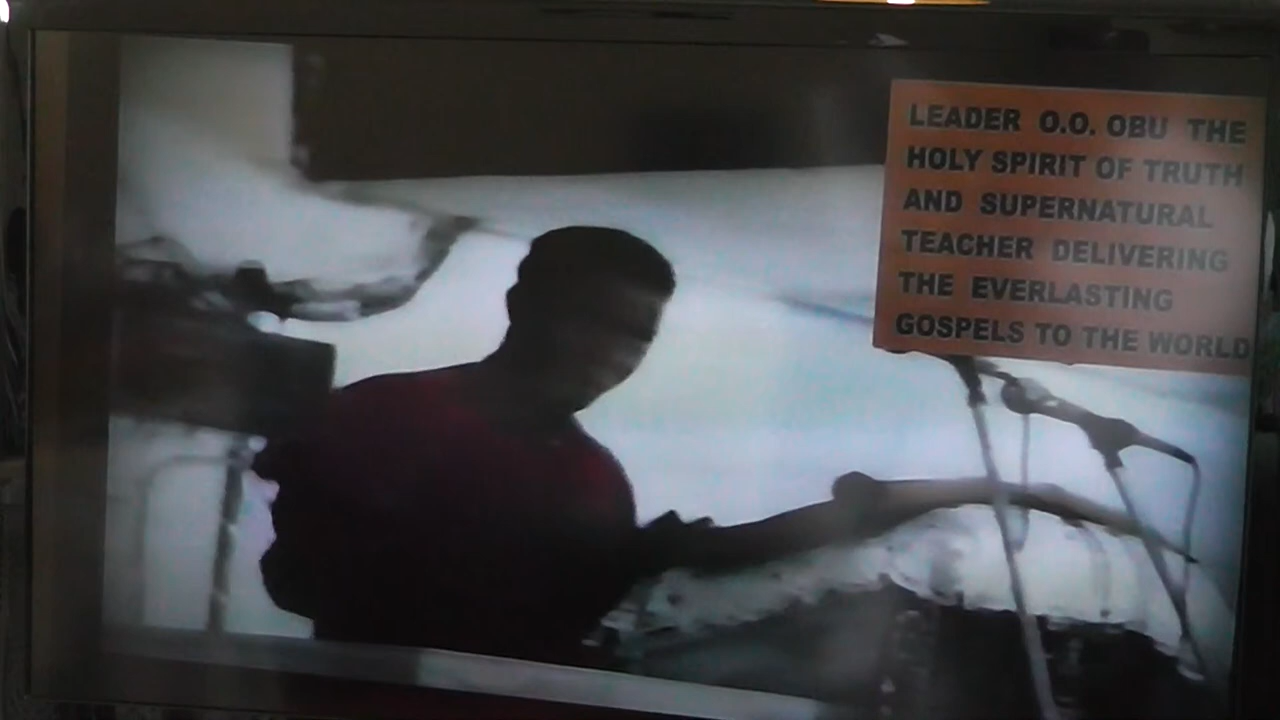 LEADER O.O. OBU THE
HOLY SPIRIT OF TRUTH
AND SUPERNATURAL
TEACHER DELIVERING
THE EVERLASTING
GOSPELS TO THE WORLD